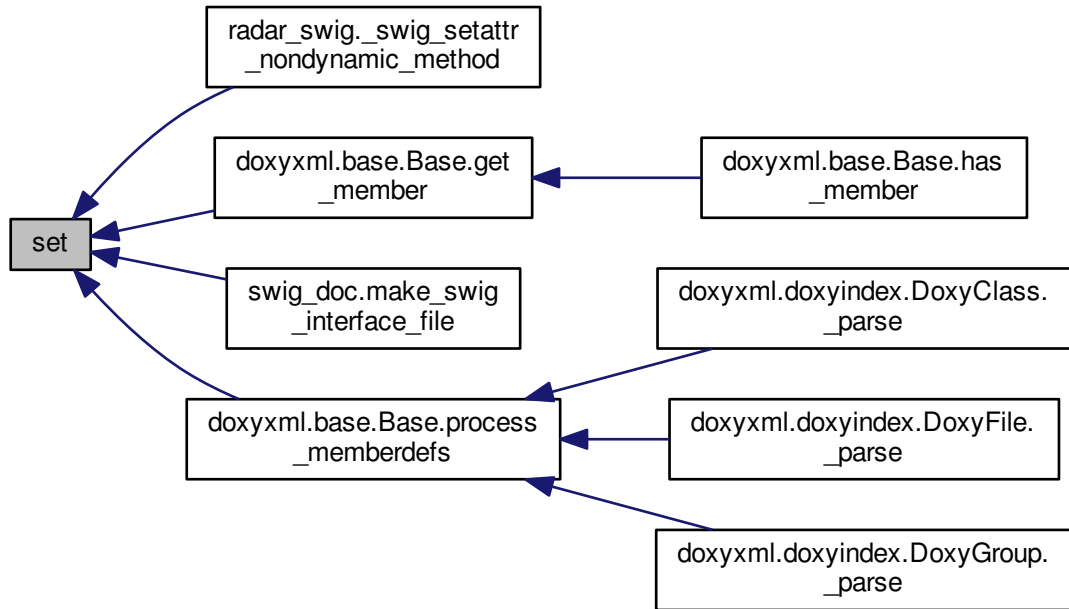 radar_swig._swig_setattr
_nondynamic_method
doxyxml.base.Base.get
_member
doxyxml.base.Base.has
_member
set
swig_doc.make_swig
_interface_file
doxyxml.doxyindex.DoxyClass.
_parse
doxyxml.base.Base.process
_memberdefs
doxyxml.doxyindex.DoxyFile.
_parse
doxyxml.doxyindex.DoxyGroup.
_parse